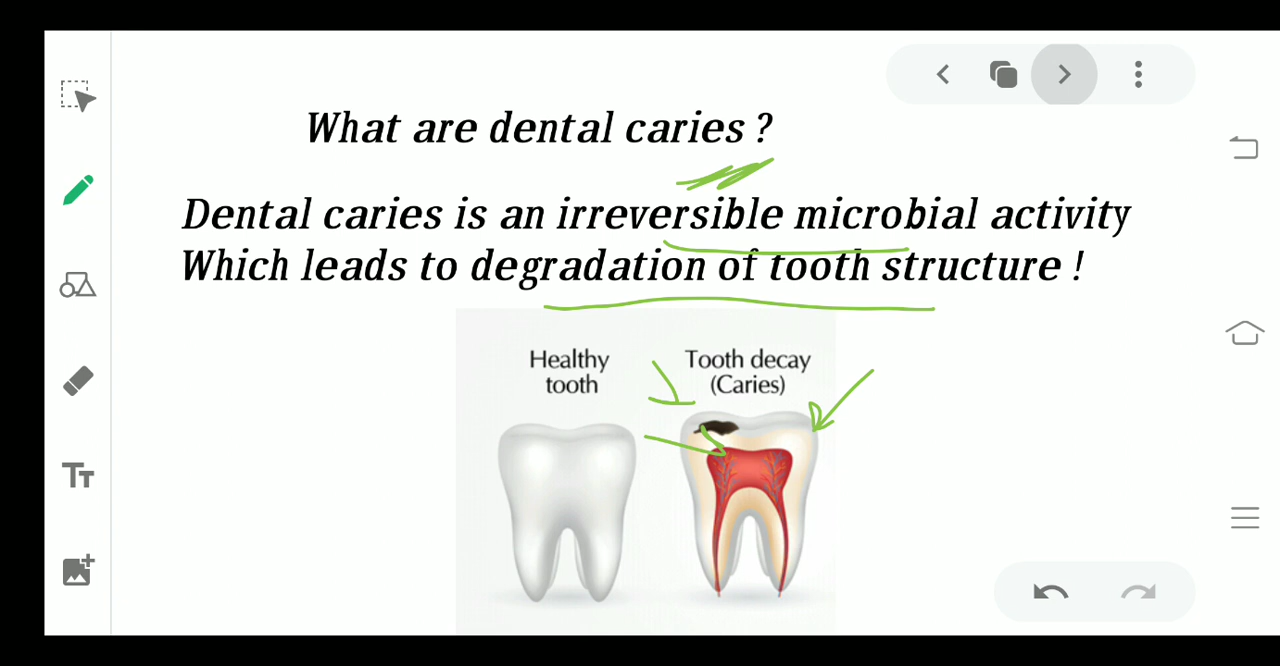 What are dental caries ?
Dental caries is an irreversible microbial activity
Which leads to degradation of tooth structure !
Healthy
tooth
Tooth decay
(Caries)
TT